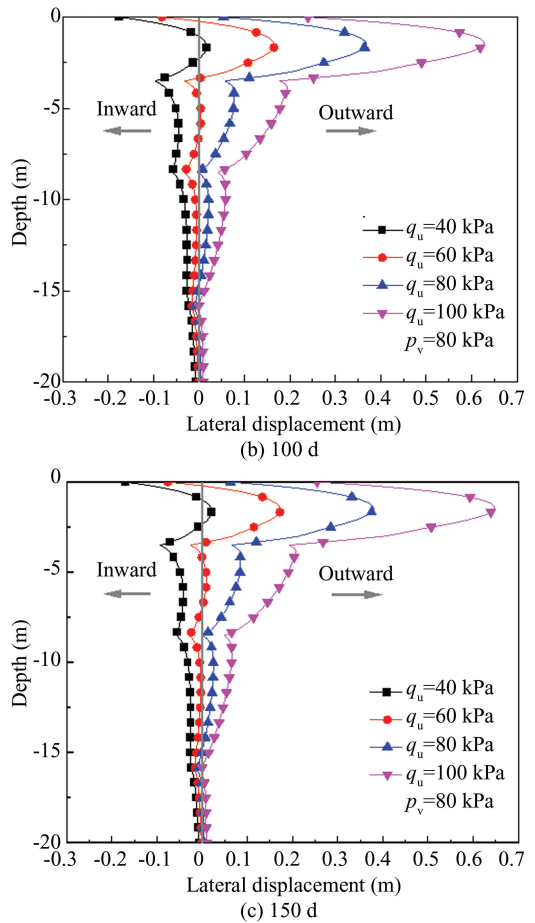 0
-5
-10
-15
-20
Depth (m)
Inward
Outward
qu=40 kPa
qu=60 kPa
qu=80 kPa
qu=100 kPa
pv=80 kPa
-0.3 -0.2 -0.1 0 0.1 0.2 0.3 0.4 0.5 0.6 0.7
Lateral displacement (m)
(b) 100 d
0
-5
-10
-15
-20
Depth (m)
Inward
Outward
qu=40 kPa
qu=60 kPa
qu=80 kPa
qu=100 kPa
pv=80 kPa
-0.3 -0.2 -0.1 0 0.1 0.2 0.3 0.4 0.5 0.6 0.7
Lateral displacement (m)
(c) 150 d